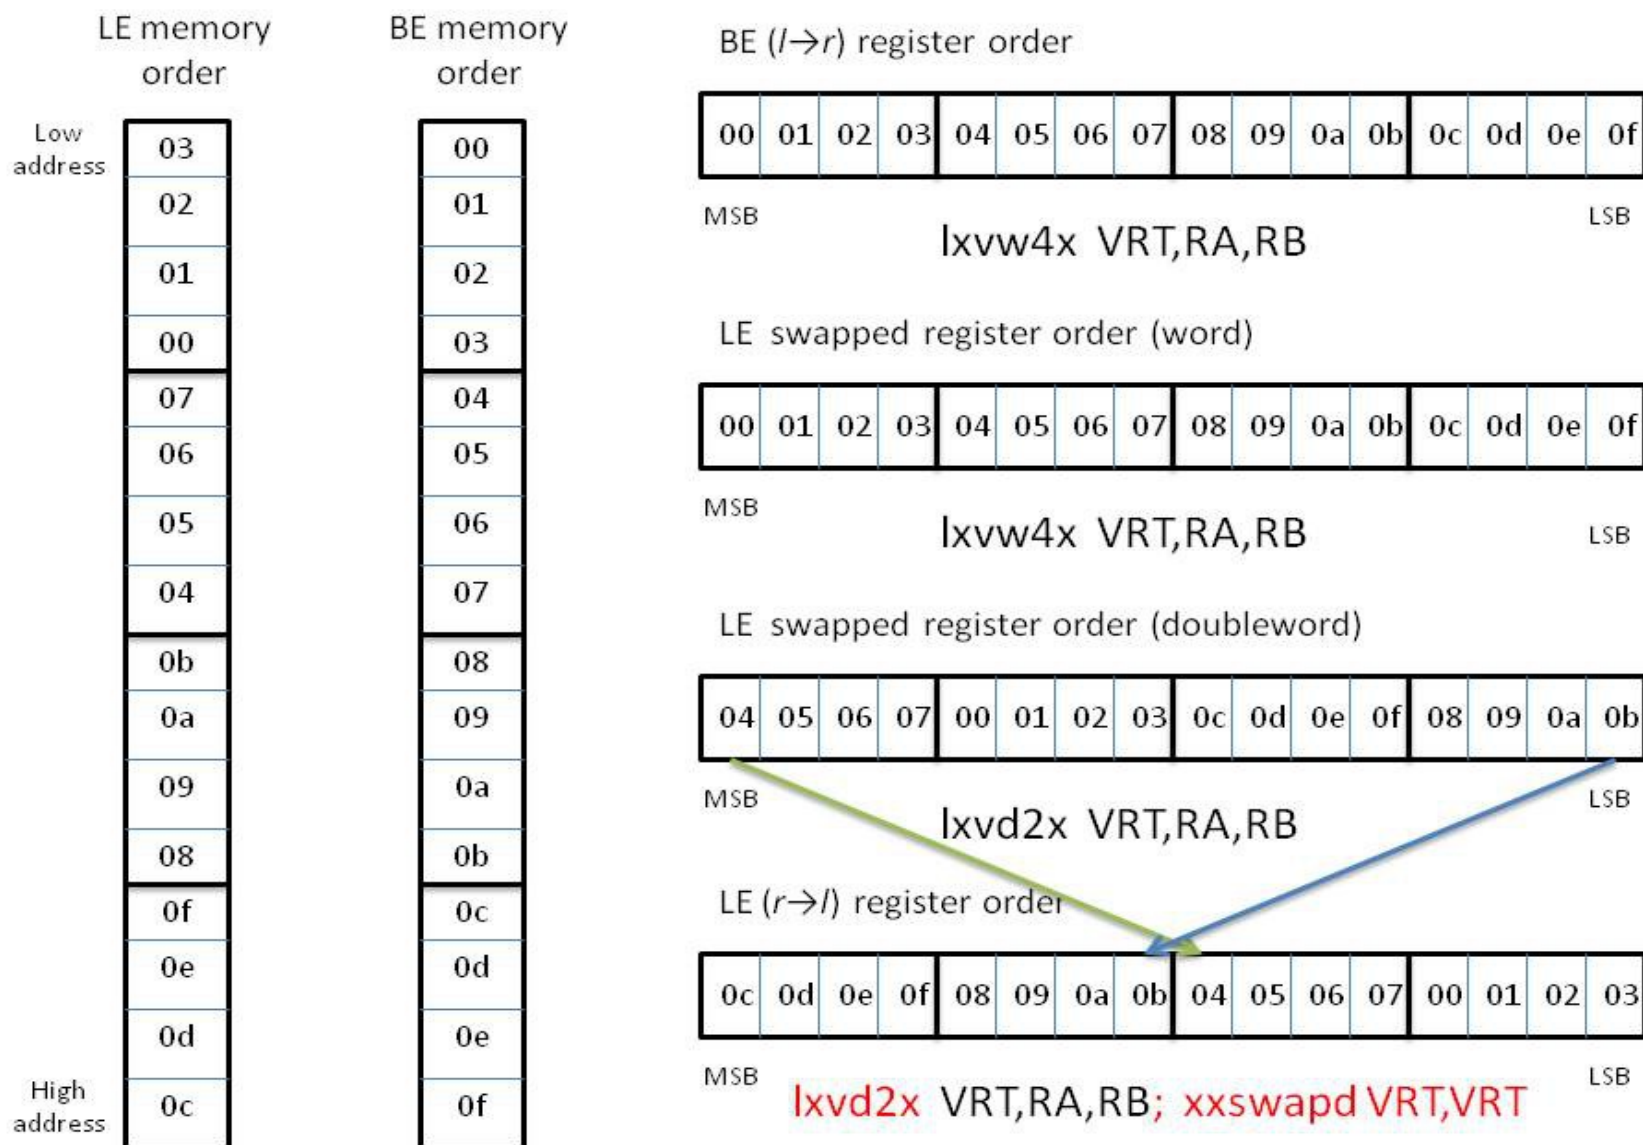 LE memory
order
Low
address
03
02
01
00
07
06
05
04
0b
0a
09
08
0f
0e
0d
0c
High
address
BE memory
order
00
01
02
03
04
05
06
07
08
09
0a
0b
0c
0d
0e
0f
BE (l→r) register order
00 01 02 03 04 05 06 07 08 09 0a 0b 0c 0d 0e 0f
MSB LSB
lxvw4x VRT,RA,RB
LE swapped register order (word)
00 01 02 03 04 05 06 07 08 09 0a 0b 0c 0d 0e 0f
MSB LSB
lxvw4x VRT,RA,RB
LE swapped register order (doubleword)
04 05 06 07 00 01 02 03 0c 0d 0e 0f 08 09 0a 0b
MSB LSB
lxvd2x VRT,RA,RB
LE (r→l) register order
0c 0d 0e 0f 08 09 0a 0b 04 05 06 07 00 01 02 03
MSB LSB
lxvd2x VRT,RA,RB; xxswapd VRT,VRT